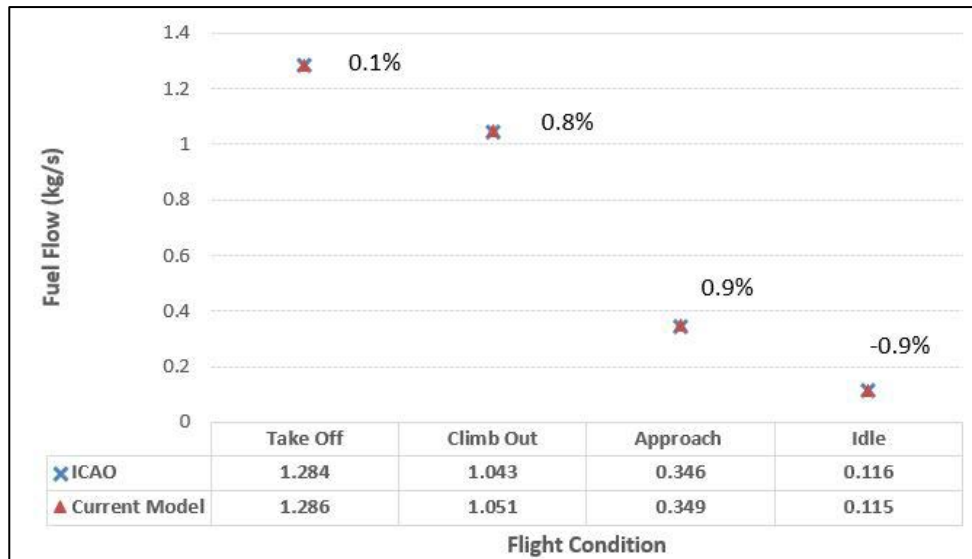 1.4
0.1%
1.2
0.8%
1
0.8
0.6
0.9%
0.4
-0.9%
0.2
0
Fuel Flow (kg/s)
Take Off Climb Out Approach Idle
ICAO 1.284 1.043 0.346 0.116
Current Model 1.286 1.051 0.349 0.115
Flight Condition